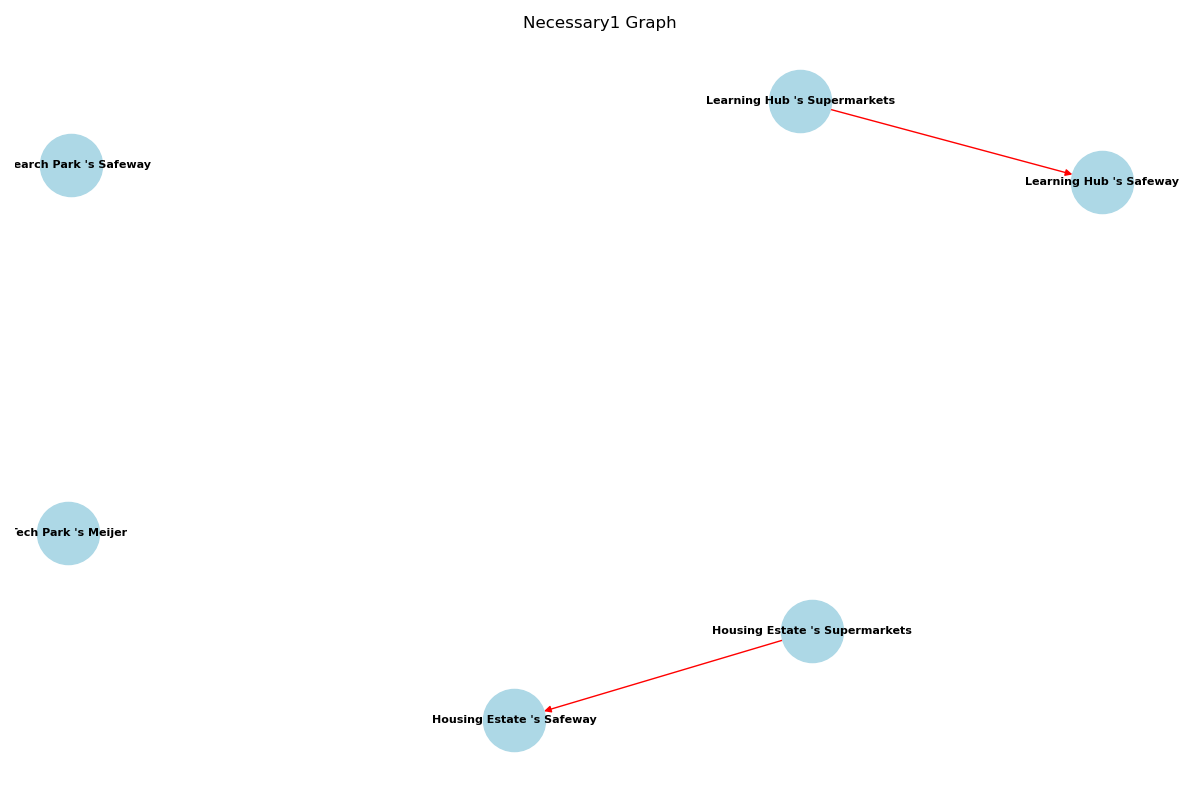 Necessary1 Graph
Learning Hub 's Supermarkets
earch Park 's Safeway
Learning Hub 's Safeway
Tech Park 's Meijer
Housing Estate 's Supermarkets
Housing Estate 's Safeway